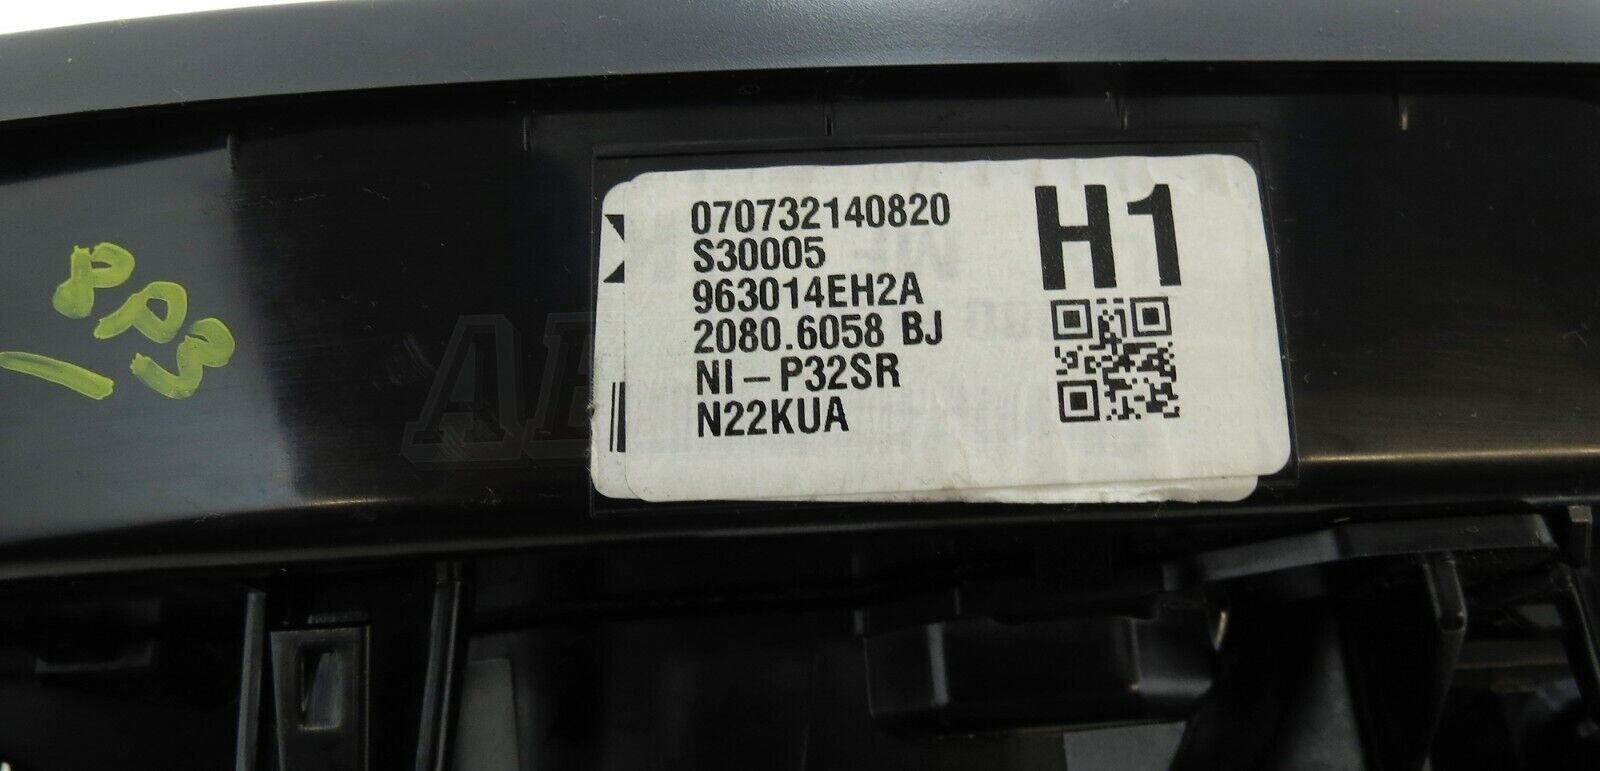 070732140820
S30005
963014EH2A
2080.6058 BJ
NI-P32SR
N22KUA
H1
PP3